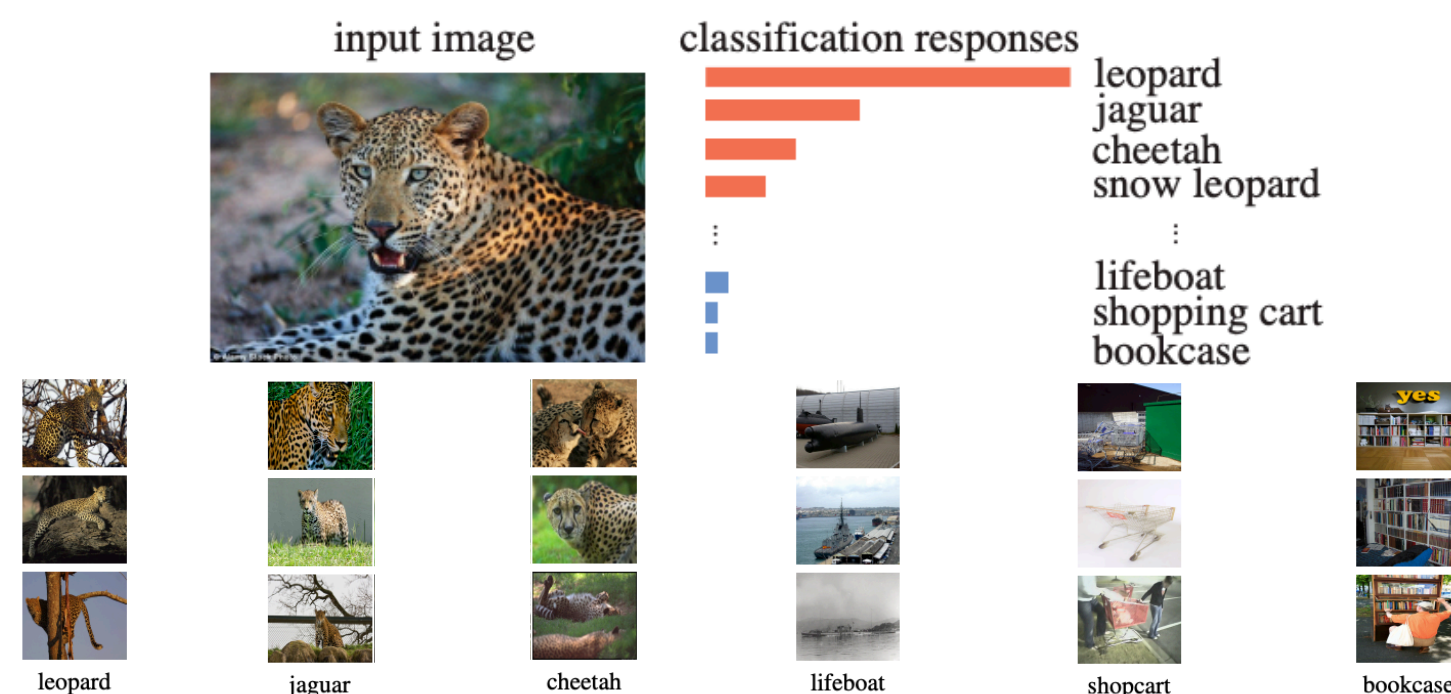 input image
classification responses
leopard
jaguar
cheetah
snow leopard
lifeboat
shopping cart
bookcase
yes
leopard
jaguar
cheetah
lifeboat
shopcart
bookcase